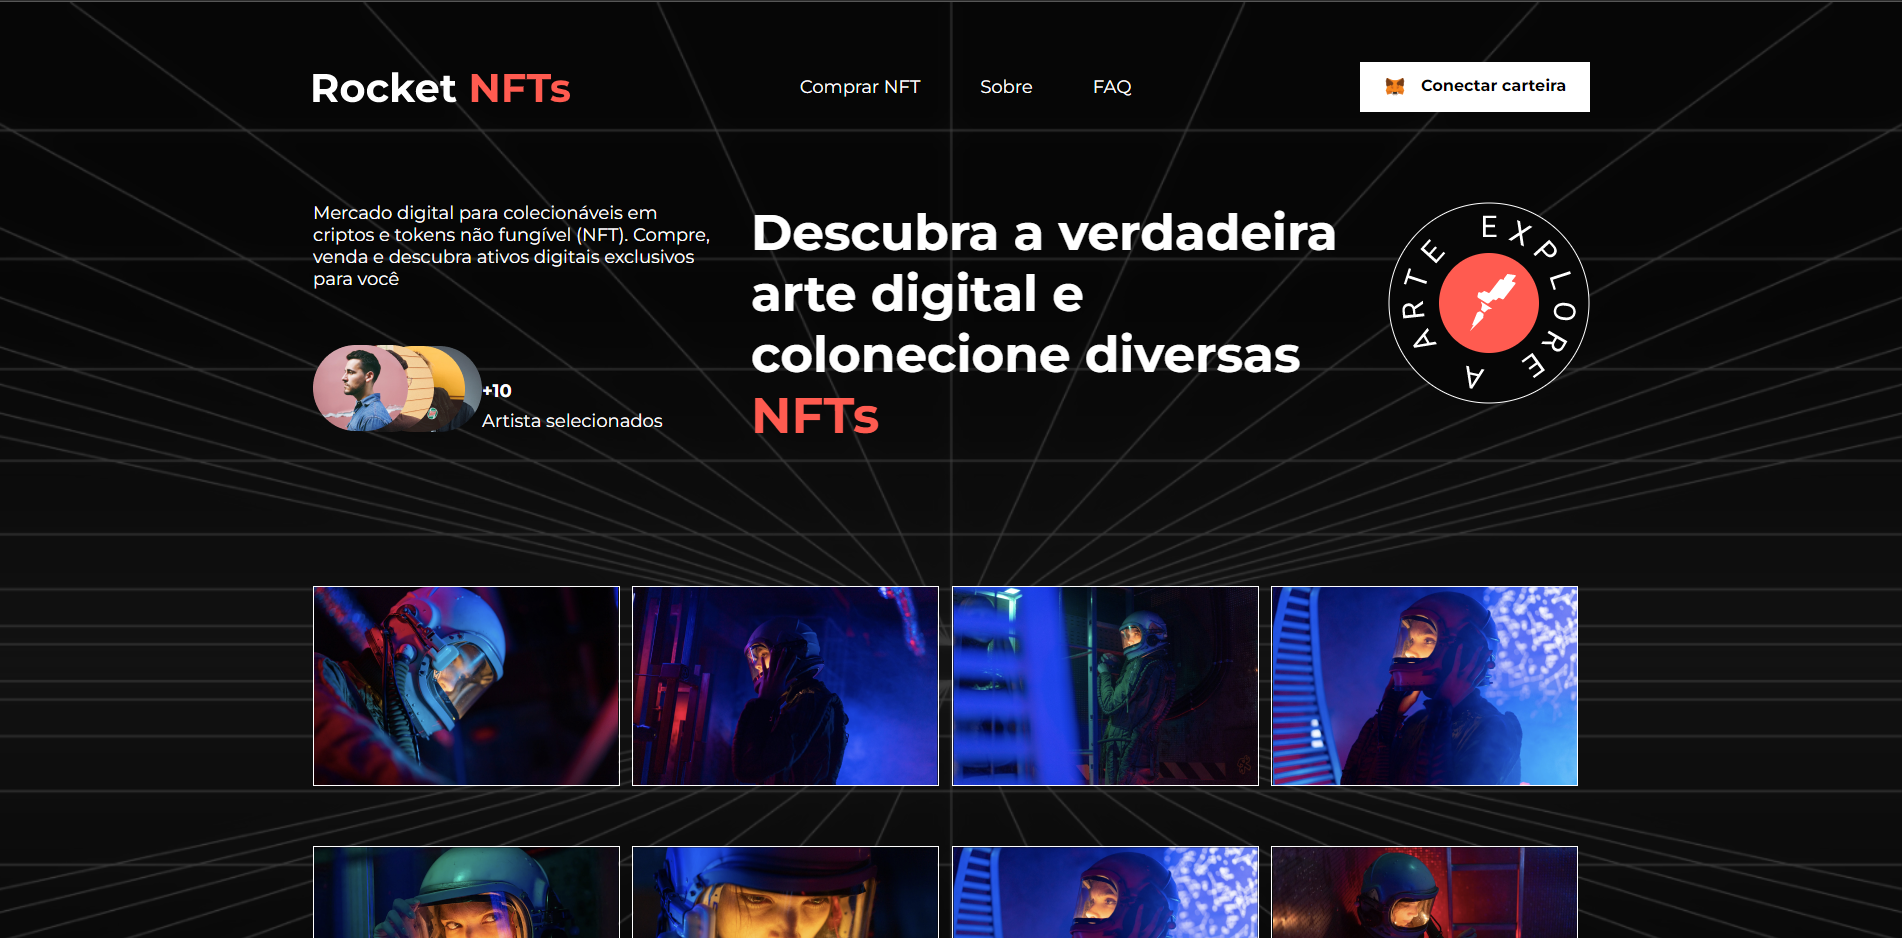 Rocket NFTs
Comprar NFT
Sobre
FAQ
Conectar carteira
Mercado digital para colecionáveis em
criptos e tokens não fungível (NFT). Compre,
venda e descubra ativos digitais exclusivos
para você
+10
Artista selecionados
Descubra a verdadeira
arte digital e
colonecione diversas
NFTs
EXPLORE A ARTE